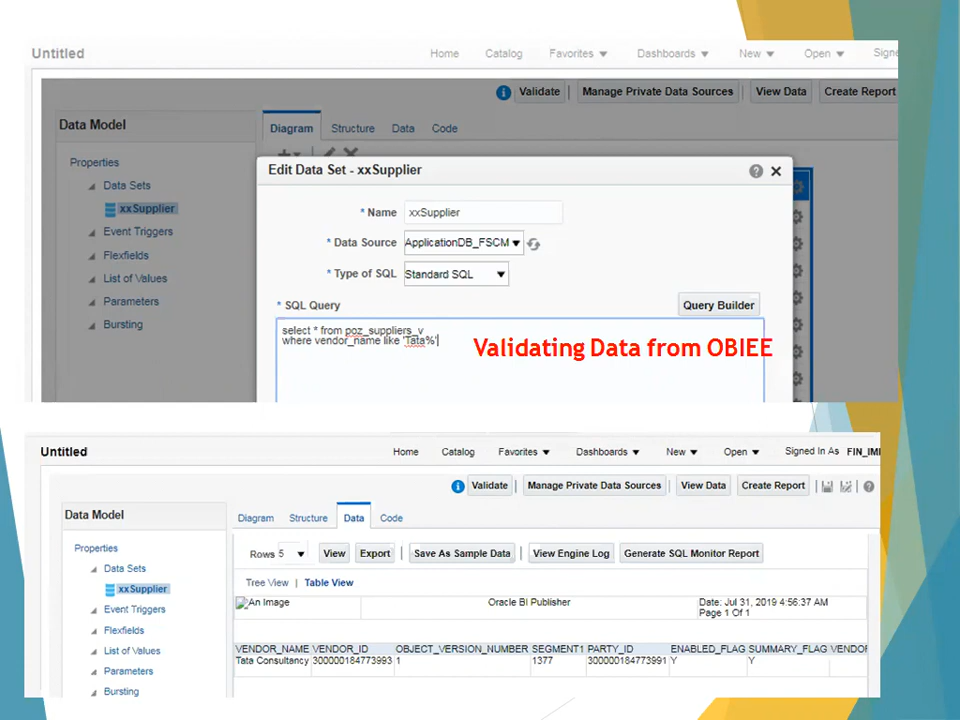 Untitled
Home Catalog Favorites Dashboards New Open Signe
Validate Manage Private Data Sources View Data Create Report
Data Model
Diagram Structure Data Code
Properties
Data Sets
xxSupplier
Event Triggers
Flexfields
List of Values
Parameters
Bursting
Edit Data Set - xxSupplier
* Name xxSupplier
* Data Source ApplicationDB_FSCM
* Type of SQL Standard SQL
* SQL Query Query Builder
select * from poz_suppliers_v
where vendor_name like 'Tata%'
Validating Data from OBIEE
Untitled
Home Catalog Favorites Dashboards New Open Signed In As FIN_IM
Validate Manage Private Data Sources View Data Create Report
Data Model
Diagram Structure Data Code
Properties
Data Sets
xxSupplier
Event Triggers
Flexfields
List of Values
Parameters
Bursting
Rows 5 View Export Save As Sample Data View Engine Log Generate SQL Monitor Report
Tree View Table View
An Image Oracle BI Publisher Date: Jul 31, 2019 4:56:37 AM
Page 1 Of 1
VENDOR_NAME VENDOR_ID OBJECT_VERSION_NUMBER SEGMENT1 PARTY_ID ENABLED_FLAG SUMMARY_FLAG VENDOR
Tata Consultancy 300000184773993 1 1377 300000184773991 Y Y